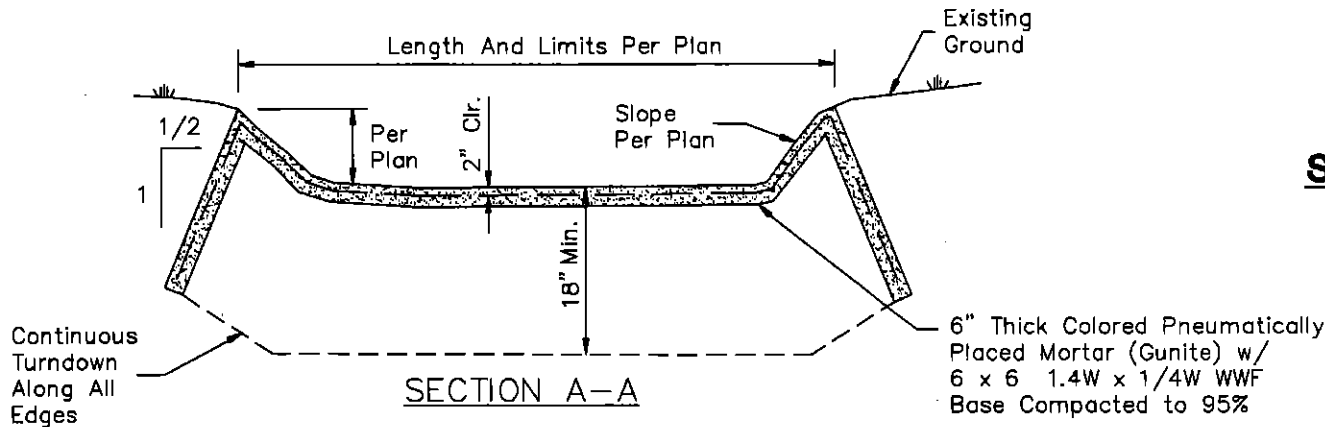 Length And Limits Per Plan
Existing
Ground
1/2
1
Per
Plan
2" Clr.
Slope
Per Plan
S
18" Min.
Continuous
Turndown
Along All
Edges
SECTION A-A
6" Thick Colored Pneumatically
Placed Mortar (Gunite) w/
6 x 6 1.4W x 1/4W WWF
Base Compacted to 95%